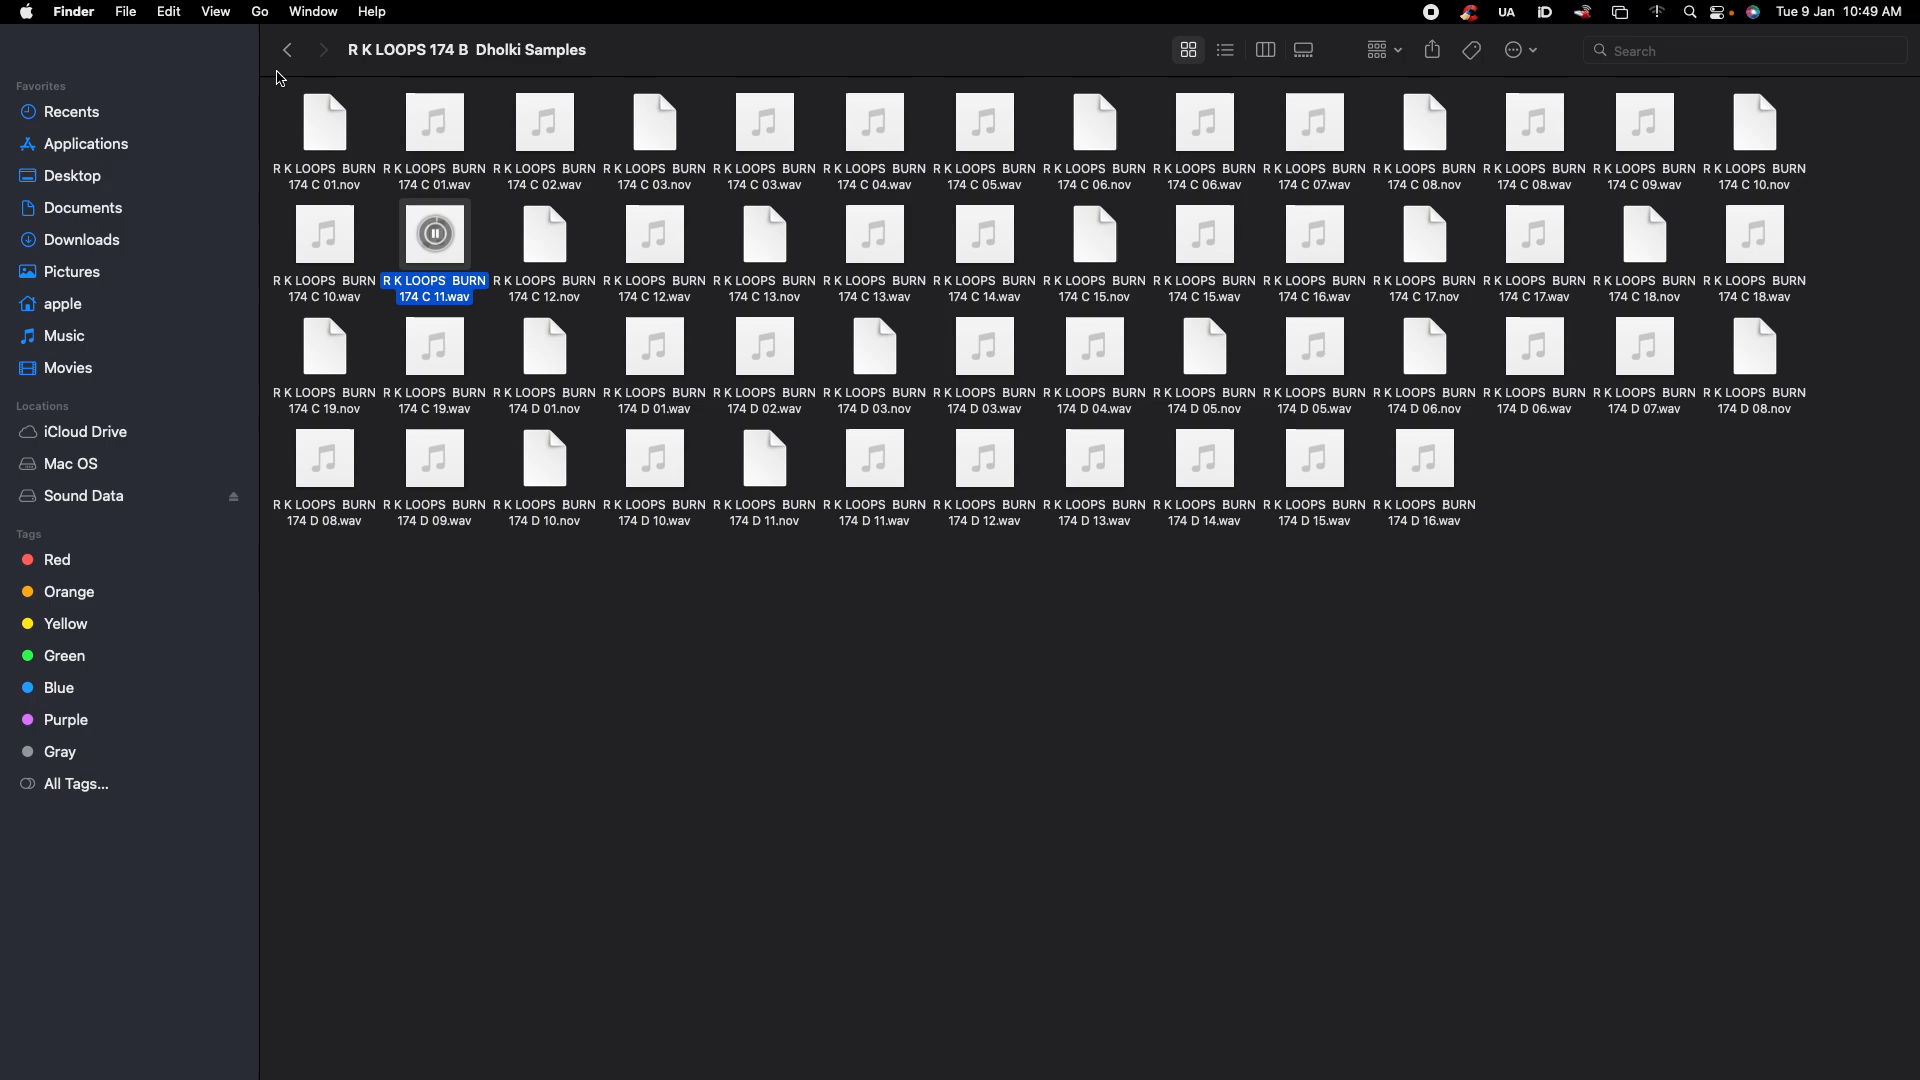 Finder File Edit View Go Window Help UA iD Tue 9 Jan 10:49 AM
R K LOOPS 174 B Dholki Samples
Search
Favorites
Recents
Applications
Desktop
Documents
Downloads
Pictures
apple
Music
Movies
Locations
iCloud Drive
Mac OS
Sound Data
Tags
Red
Orange
Yellow
Green
Blue
Purple
Gray
All Tags...
R K LOOPS BURN R K LOOPS BURN R K LOOPS BURN R K LOOPS BURN R K LOOPS BURN R K LOOPS BURN R K LOOPS BURN R K LOOPS BURN R K LOOPS BURN R K LOOPS BURN R K LOOPS BURN R K LOOPS BURN R K LOOPS BURN R K LOOPS BURN
174 C 01.nov 174 C 01.wav 174 C 02.wav 174 C 03.nov 174 C 03.wav 174 C 04.wav 174 C 05.wav 174 C 06.nov 174 C 06.wav 174 C 07.wav 174 C 08.nov 174 C 08.wav 174 C 09.wav 174 C 10.nov
R K LOOPS BURN R K LOOPS BURN R K LOOPS BURN R K LOOPS BURN R K LOOPS BURN R K LOOPS BURN R K LOOPS BURN R K LOOPS BURN R K LOOPS BURN R K LOOPS BURN R K LOOPS BURN R K LOOPS BURN R K LOOPS BURN R K LOOPS BURN
174 C 10.wav 174 C 11.wav 174 C 12.nov 174 C 12.wav 174 C 13.nov 174 C 13.wav 174 C 14.wav 174 C 15.nov 174 C 15.wav 174 C 16.wav 174 C 17.nov 174 C 17.wav 174 C 18.nov 174 C 18.wav
R K LOOPS BURN R K LOOPS BURN R K LOOPS BURN R K LOOPS BURN R K LOOPS BURN R K LOOPS BURN R K LOOPS BURN R K LOOPS BURN R K LOOPS BURN R K LOOPS BURN R K LOOPS BURN R K LOOPS BURN R K LOOPS BURN R K LOOPS BURN
174 C 19.nov 174 C 19.wav 174 D 01.nov 174 D 01.wav 174 D 02.wav 174 D 03.nov 174 D 03.wav 174 D 04.wav 174 D 05.nov 174 D 05.wav 174 D 06.nov 174 D 06.wav 174 D 07.wav 174 D 08.nov
R K LOOPS BURN R K LOOPS BURN R K LOOPS BURN R K LOOPS BURN R K LOOPS BURN R K LOOPS BURN R K LOOPS BURN R K LOOPS BURN R K LOOPS BURN R K LOOPS BURN R K LOOPS BURN
174 D 08.wav 174 D 09.wav 174 D 10.nov 174 D 10.wav 174 D 11.nov 174 D 11.wav 174 D 12.wav 174 D 13.wav 174 D 14.wav 174 D 15.wav 174 D 16.wav